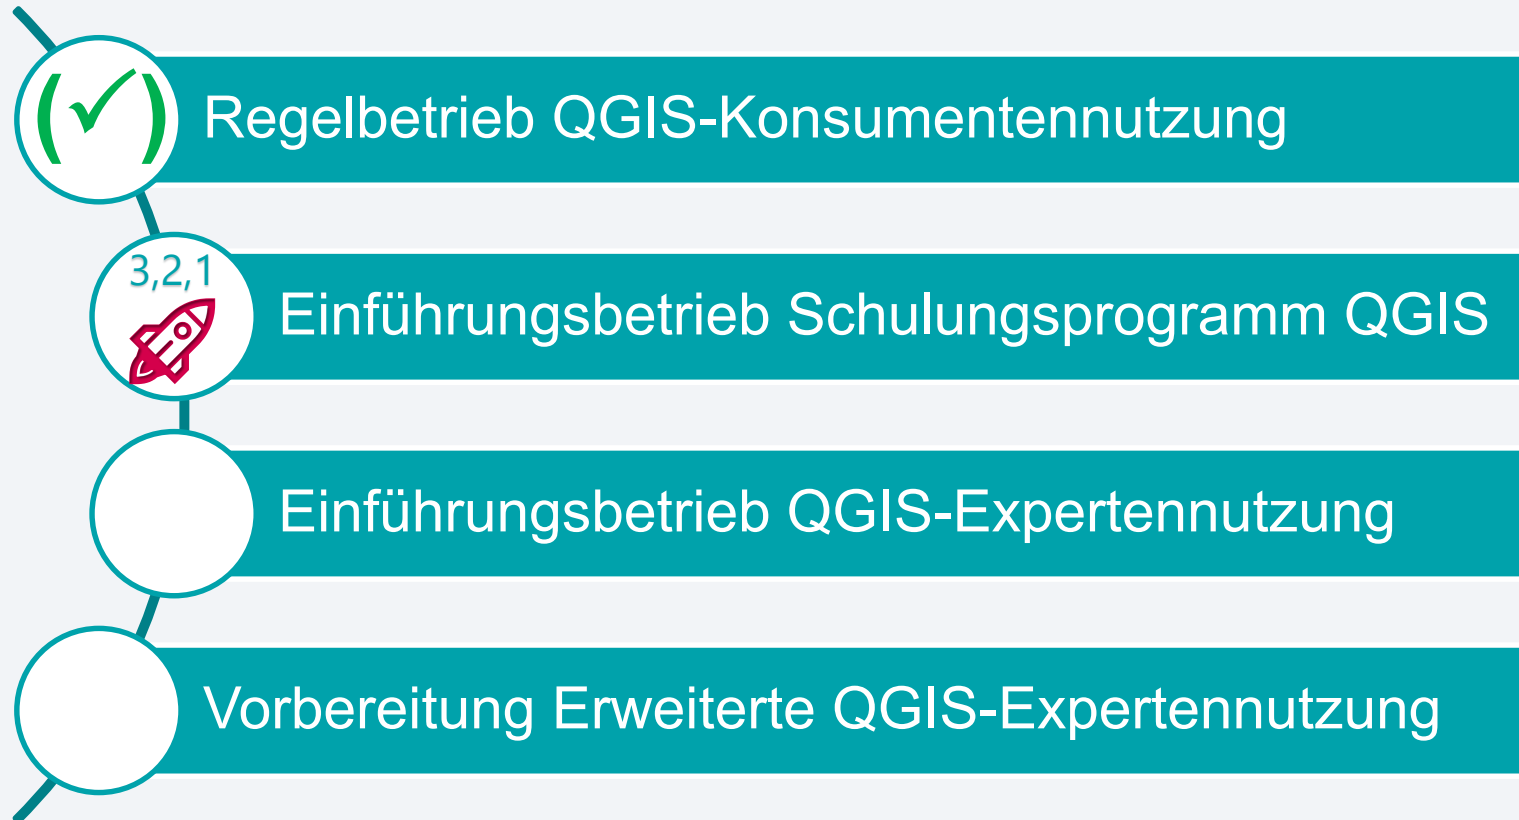 (✓) Regelbetrieb QGIS-Konsumentennutzung
3,2,1
Einführungsbetrieb Schulungsprogramm QGIS
Einführungsbetrieb QGIS-Expertennutzung
Vorbereitung Erweiterte QGIS-Expertennutzung